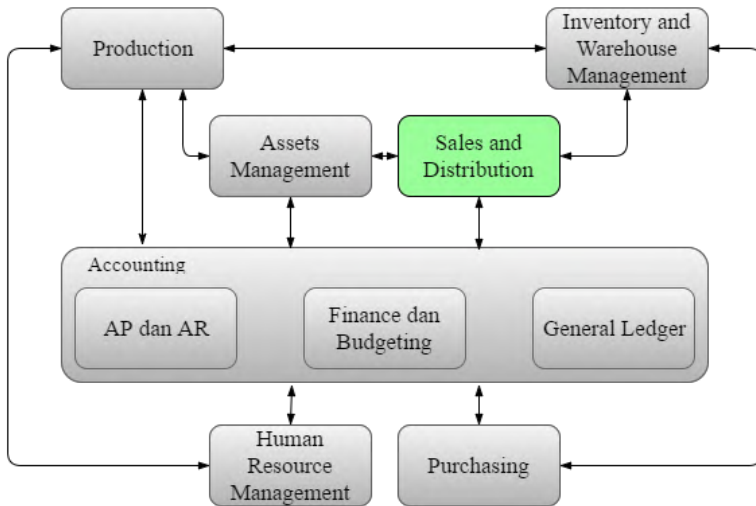 Production
Inventory and
Warehouse
Management
Assets
Management
Sales and
Distribution
Accounting
AP dan AR
Finance dan
Budgeting
General Ledger
Human
Resource
Management
Purchasing